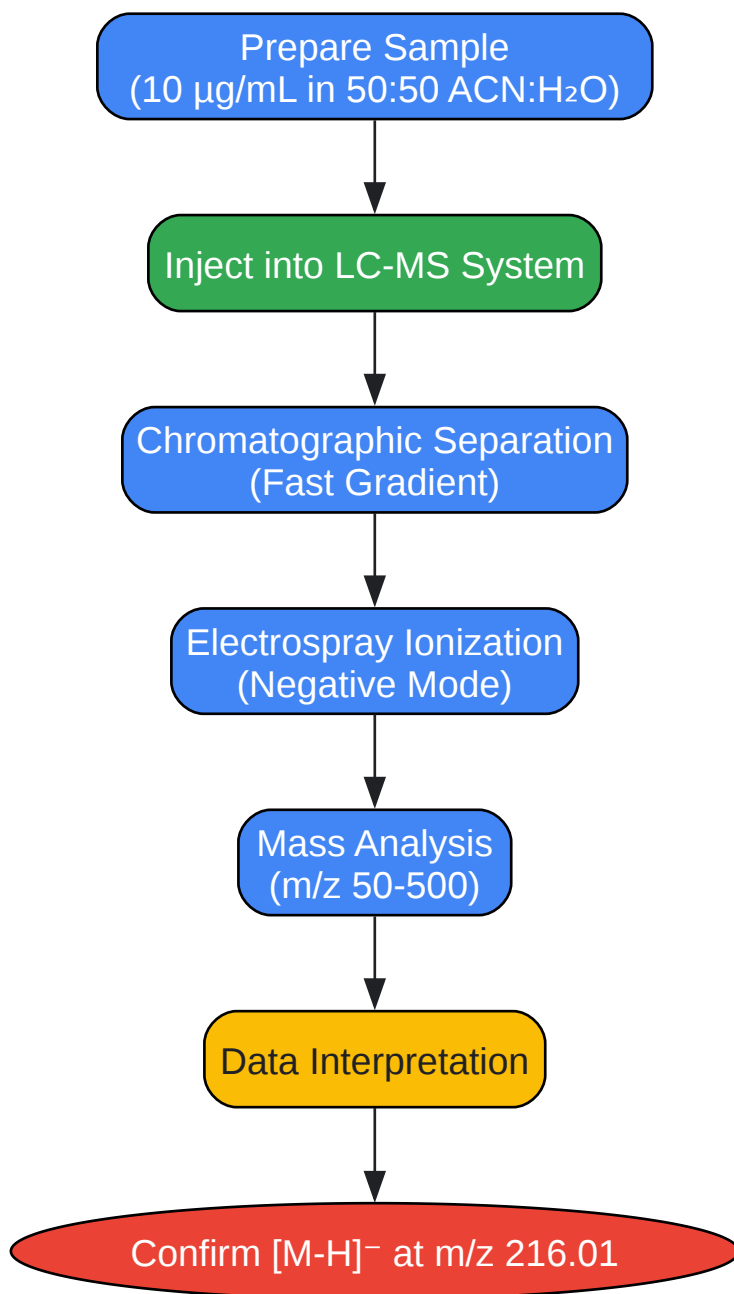 Prepare Sample
(10 µg/mL in 50:50 ACN:H₂O)
Inject into LC-MS System
Chromatographic Separation
(Fast Gradient)
Electrospray Ionization
(Negative Mode)
Mass Analysis
(m/z 50-500)
Data Interpretation
Confirm [M-H]⁻ at m/z 216.01